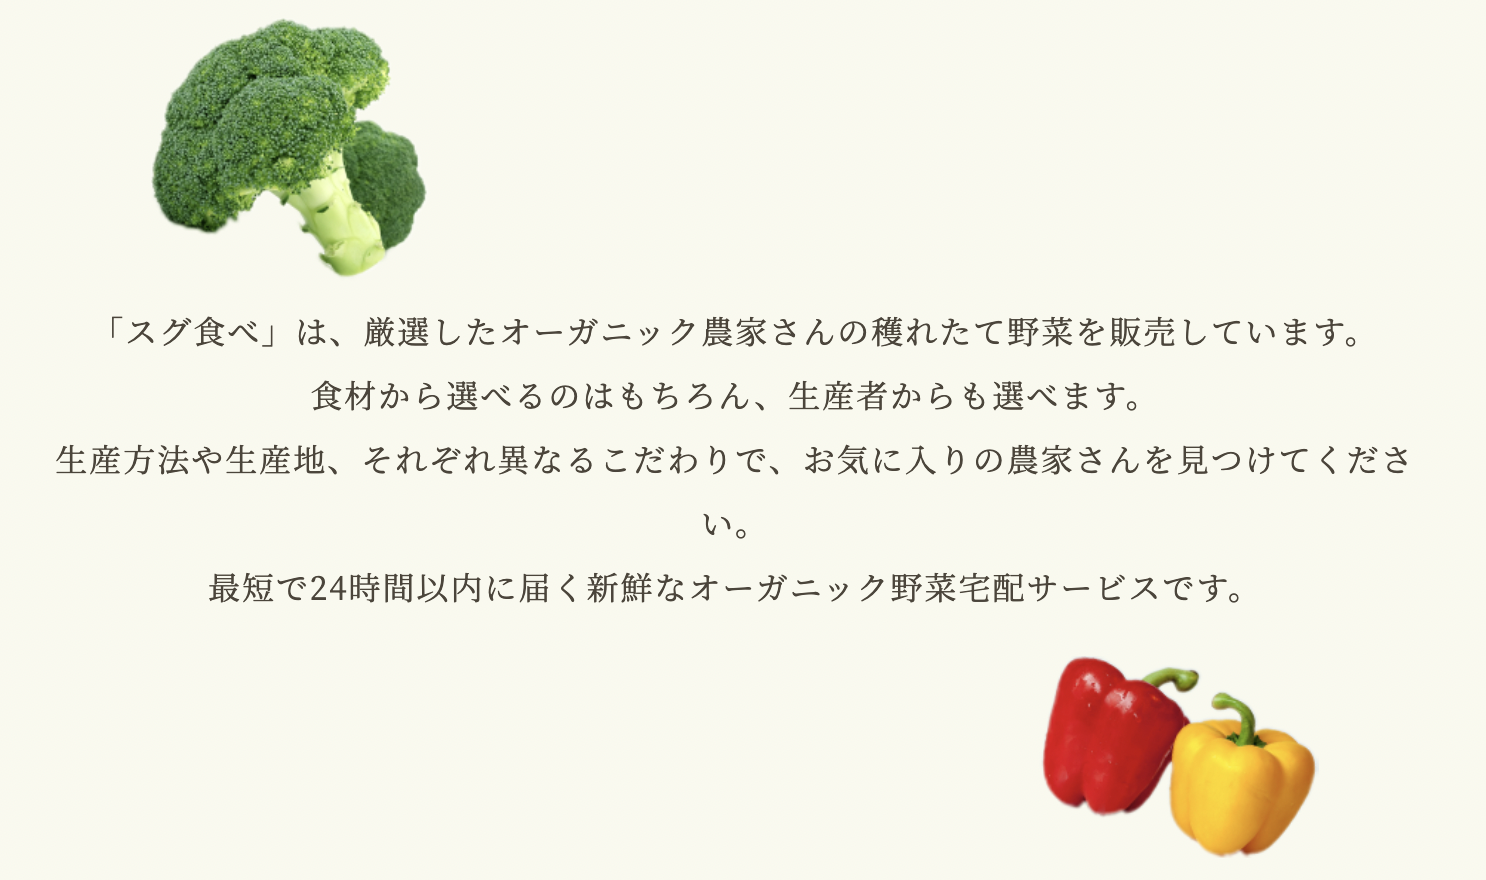 「スグ食べ」は、厳選したオーガニック農家さんの穫れたて野菜を販売しています。
食材から選べるのはもちろん、生産者からも選べます。
生産方法や生産地、それぞれ異なるこだわりで、お気に入りの農家さんを見つけてくださ
い。
最短で24時間以内に届く新鮮なオーガニック野菜宅配サービスです。